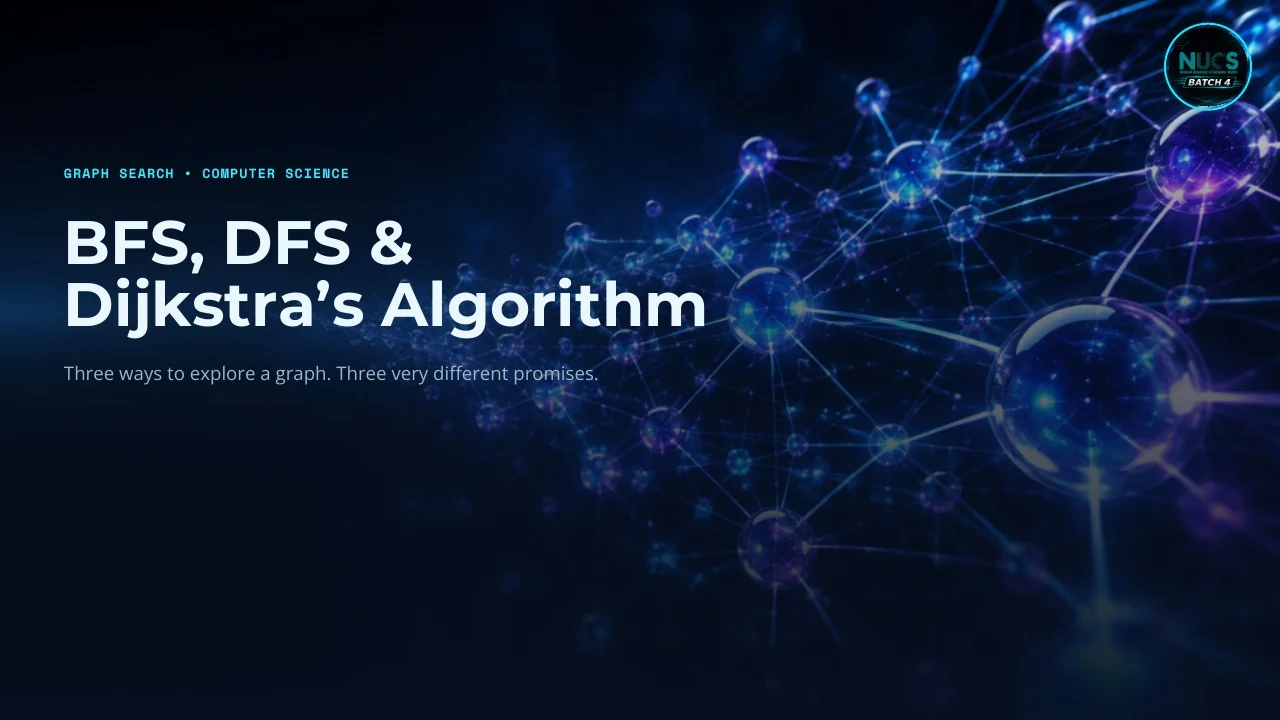 GRAPH SEARCH • COMPUTER SCIENCE
BFS, DFS &
Dijkstra’s Algorithm
Three ways to explore a graph. Three very different promises.
NUCS
BATCH 4